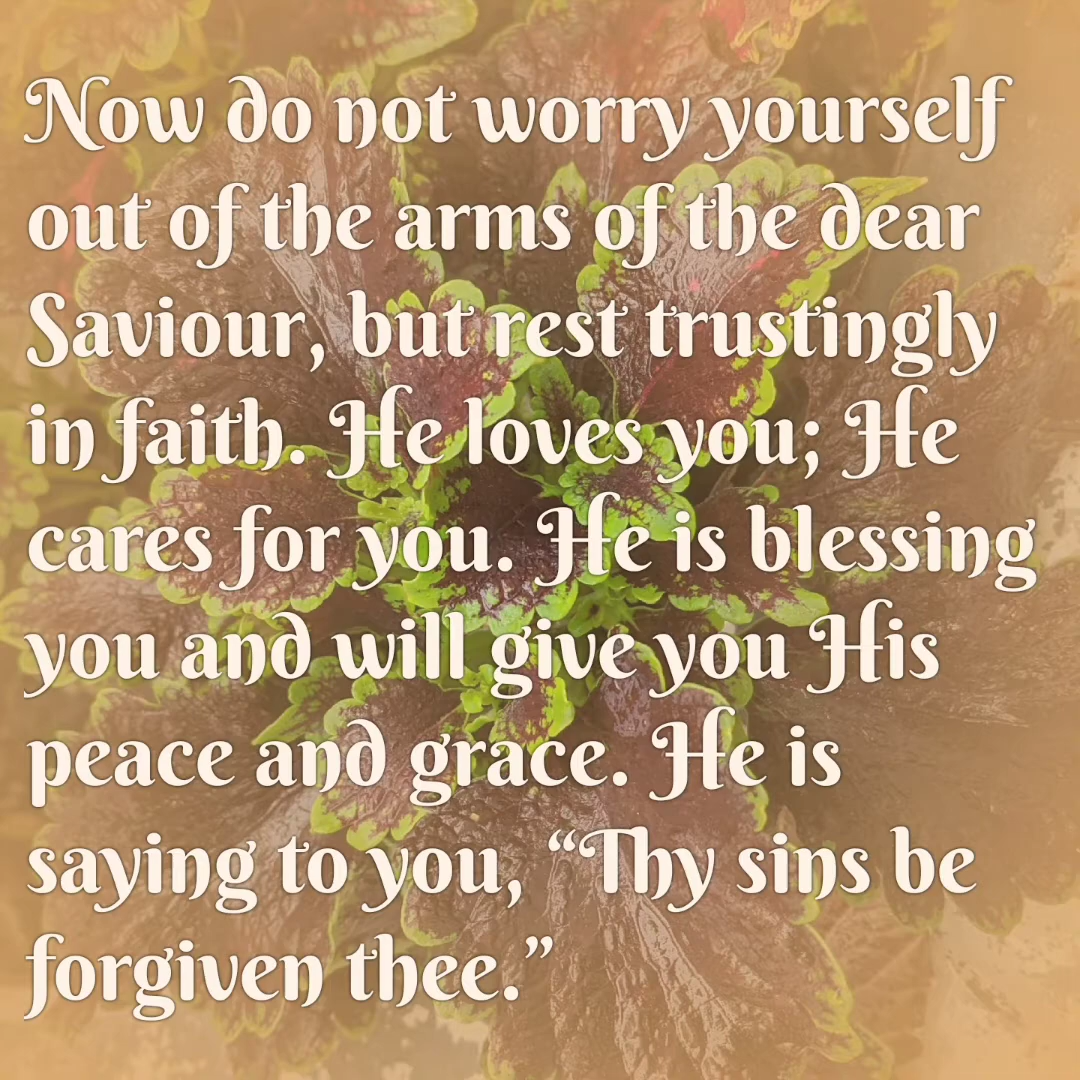 Now do not worry yourself
out of the arms of the dear
Saviour, but rest trustingly
in faith. He loves you; He
cares for you. He is blessing
you and will give you His
peace and grace. He is
saying to you, “Thy sins be
forgiven thee.”